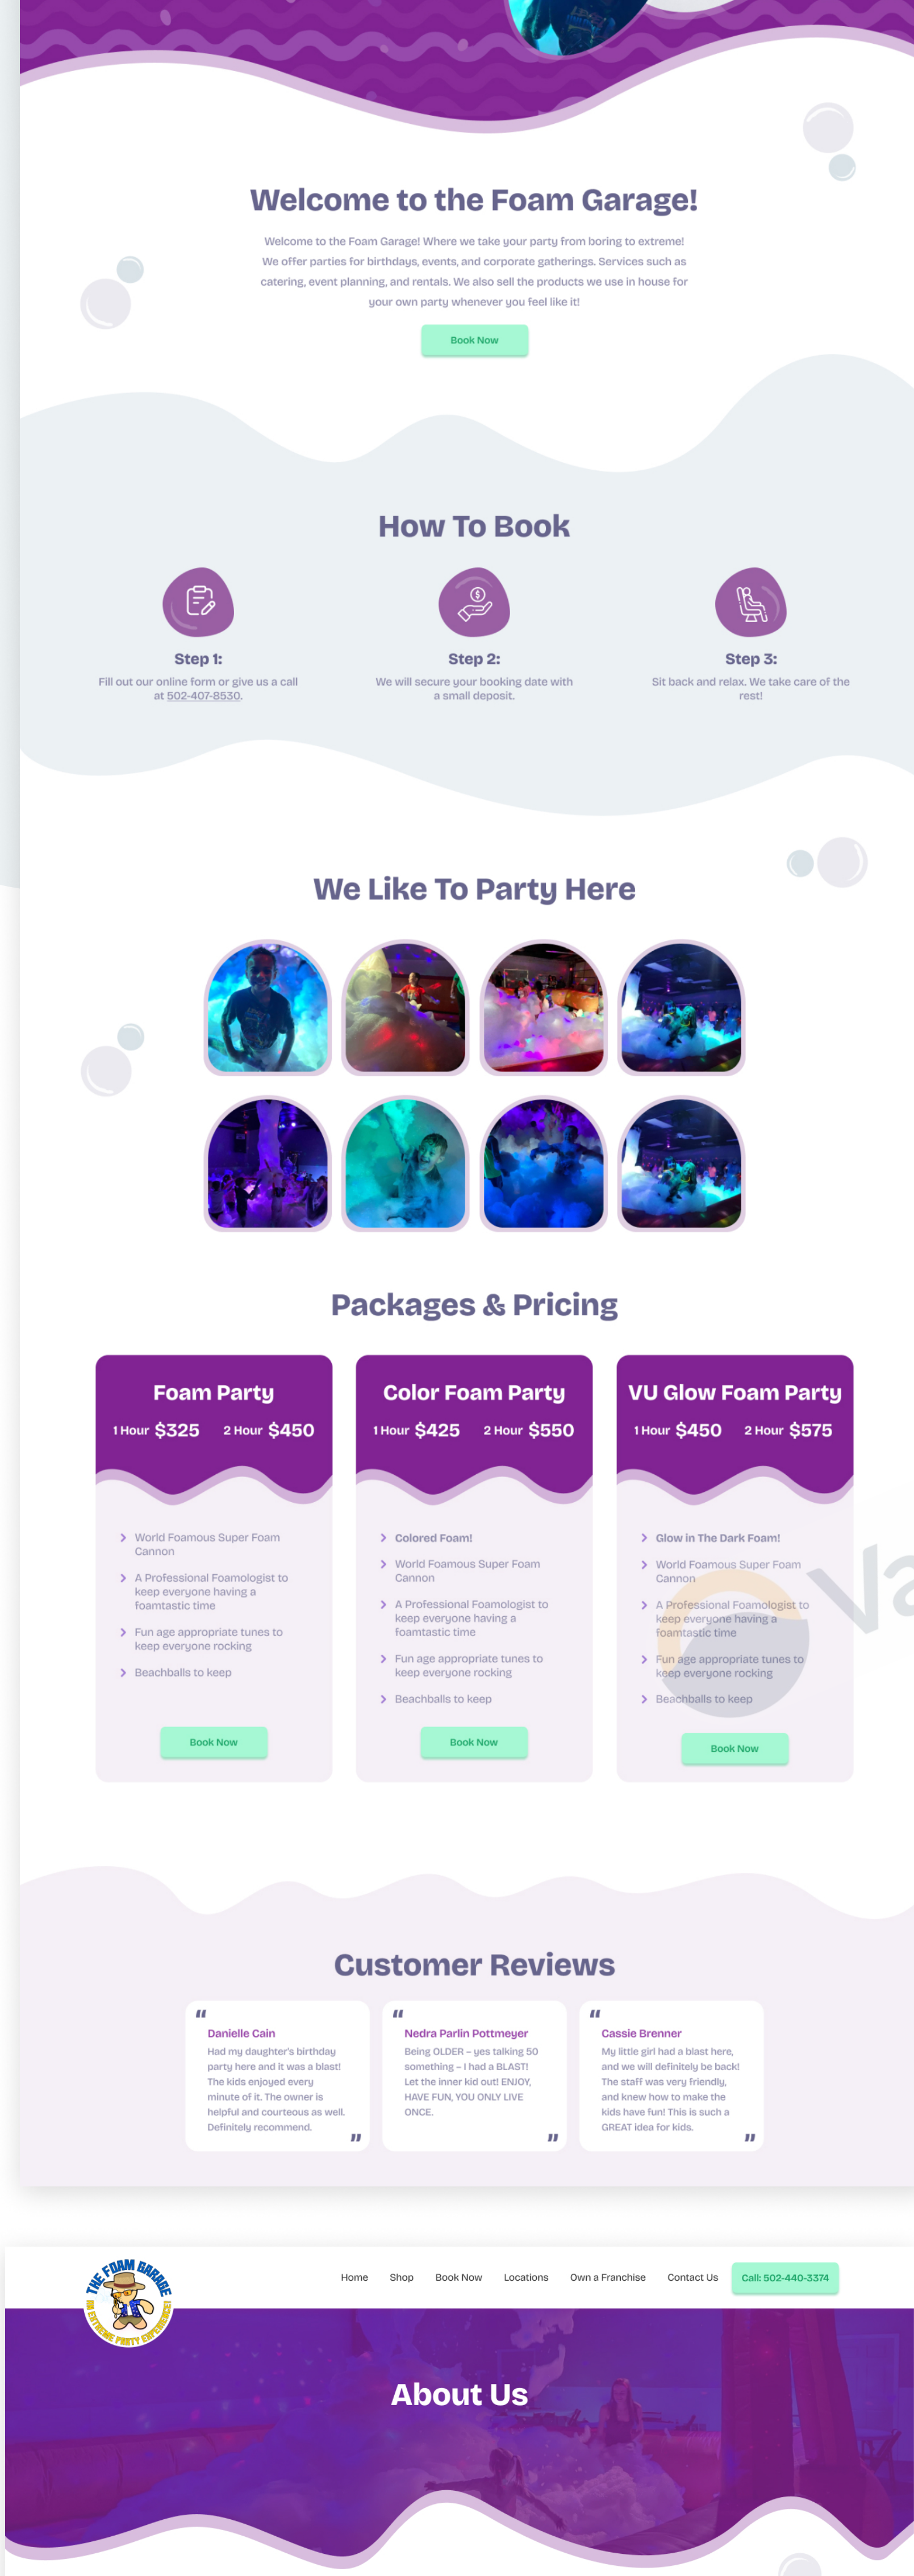 Welcome to the Foam Garage!
Welcome to the Foam Garage! Where we take your party from boring to extreme!
We offer parties for birthdays, events, and corporate gatherings. Services such as
catering, event planning, and rentals. We also sell the products we use in house for
your own party whenever you feel like it!
Book Now
How To Book
Step 1:
Fill out our online form or give us a call
at 502-407-8530.
Step 2:
We will secure your booking date with
a small deposit.
Step 3:
Sit back and relax. We take care of the
rest!
We Like To Party Here
Packages & Pricing
Foam Party
1 Hour $325 2 Hour $450
World Foamous Super Foam
Cannon
A Professional Foamologist to
keep everyone having a
foamtastic time
Fun age appropriate tunes to
keep everyone rocking
Beachballs to keep
Book Now
Color Foam Party
1 Hour $425 2 Hour $550
Colored Foam!
World Foamous Super Foam
Cannon
A Professional Foamologist to
keep everyone having a
foamtastic time
Fun age appropriate tunes to
keep everyone rocking
Beachballs to keep
Book Now
VU Glow Foam Party
1 Hour $450 2 Hour $575
Glow in The Dark Foam!
World Foamous Super Foam
Cannon
A Professional Foamologist to
keep everyone having a
foamtastic time
Fun age appropriate tunes to
keep everyone rocking
Beachballs to keep
Book Now
Va
Customer Reviews
“
Danielle Cain
Had my daughter's birthday
party here and it was a blast!
The kids enjoyed every
minute of it. The owner is
helpful and courteous as well.
Definitely recommend.
”
“
Nedra Parlin Pottmeyer
Being OLDER – yes talking 50
something – I had a BLAST!
Let the inner kid out! ENJOY,
HAVE FUN, YOU ONLY LIVE
ONCE.
”
“
Cassie Brenner
My little girl had a blast here,
and we will definitely be back!
The staff was very friendly,
and knew how to make the
kids have fun! This is such a
GREAT idea for kids.
”
THE FOAM GARAGE
AN EXTREME PARTY EXPERIENCE!
Home Shop Book Now Locations Own a Franchise Contact Us Call: 502-440-3374
About Us